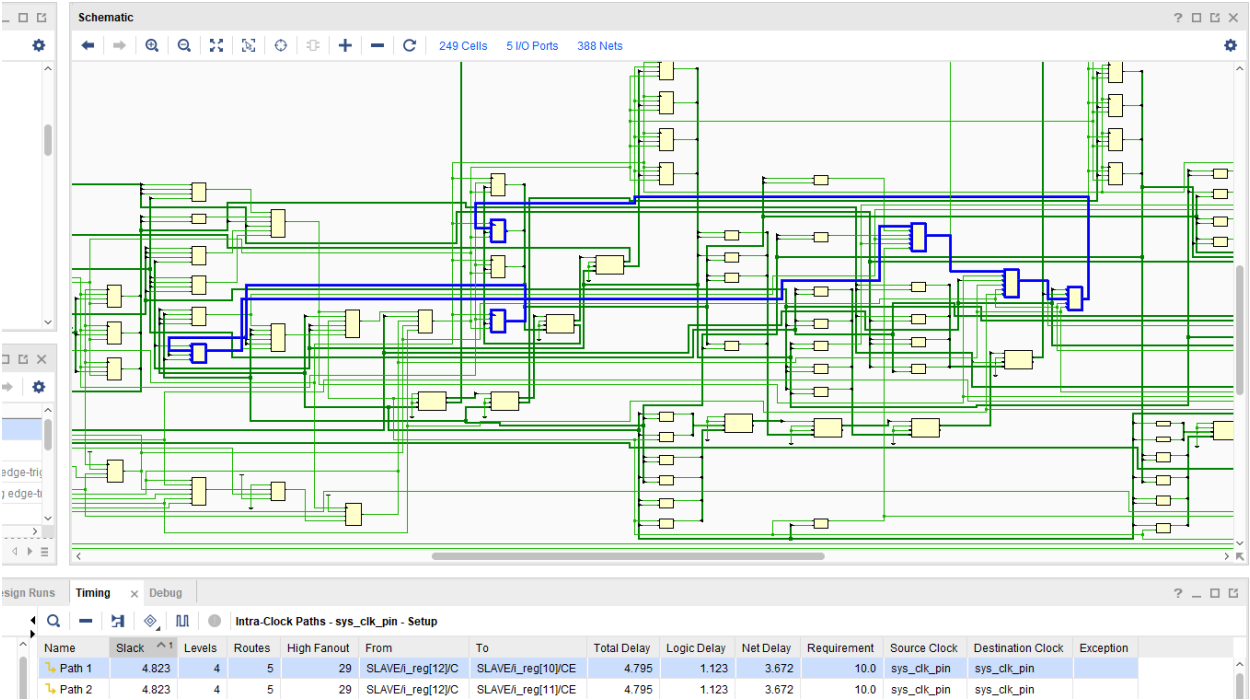 Schematic
249 Cells 5 I/O Ports 388 Nets
edge-trig
edge-tr
esign Runs Timing Debug
Intra-Clock Paths - sys_clk_pin - Setup
Name Slack 1 Levels Routes High Fanout From To Total Delay Logic Delay Net Delay Requirement Source Clock Destination Clock Exception
Path 1 4.823 4 5 29 SLAVE/i_reg[12]/C SLAVE/i_reg[10]/CE 4.795 1.123 3.672 10.0 sys_clk_pin sys_clk_pin
Path 2 4.823 4 5 29 SLAVE/i_reg[12]/C SLAVE/i_reg[11]/CE 4.795 1.123 3.672 10.0 sys_clk_pin sys_clk_pin